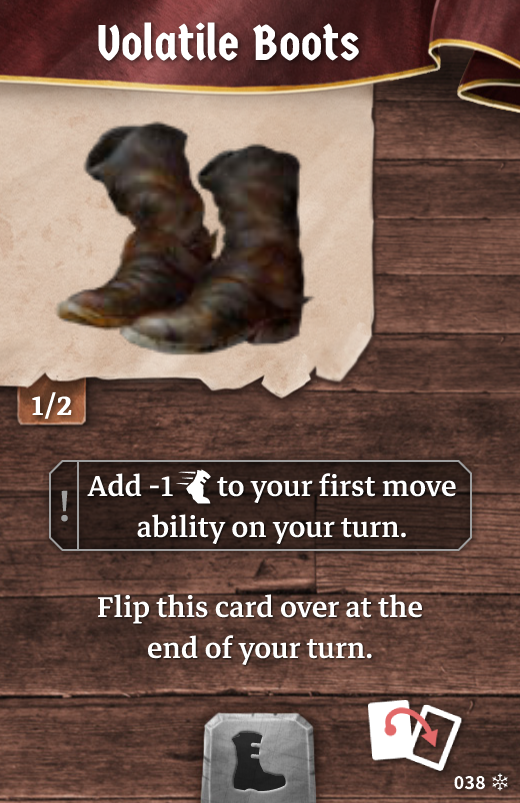 Volatile Boots
1/2
! Add -1 to your first move
ability on your turn.
Flip this card over at the
end of your turn.
038